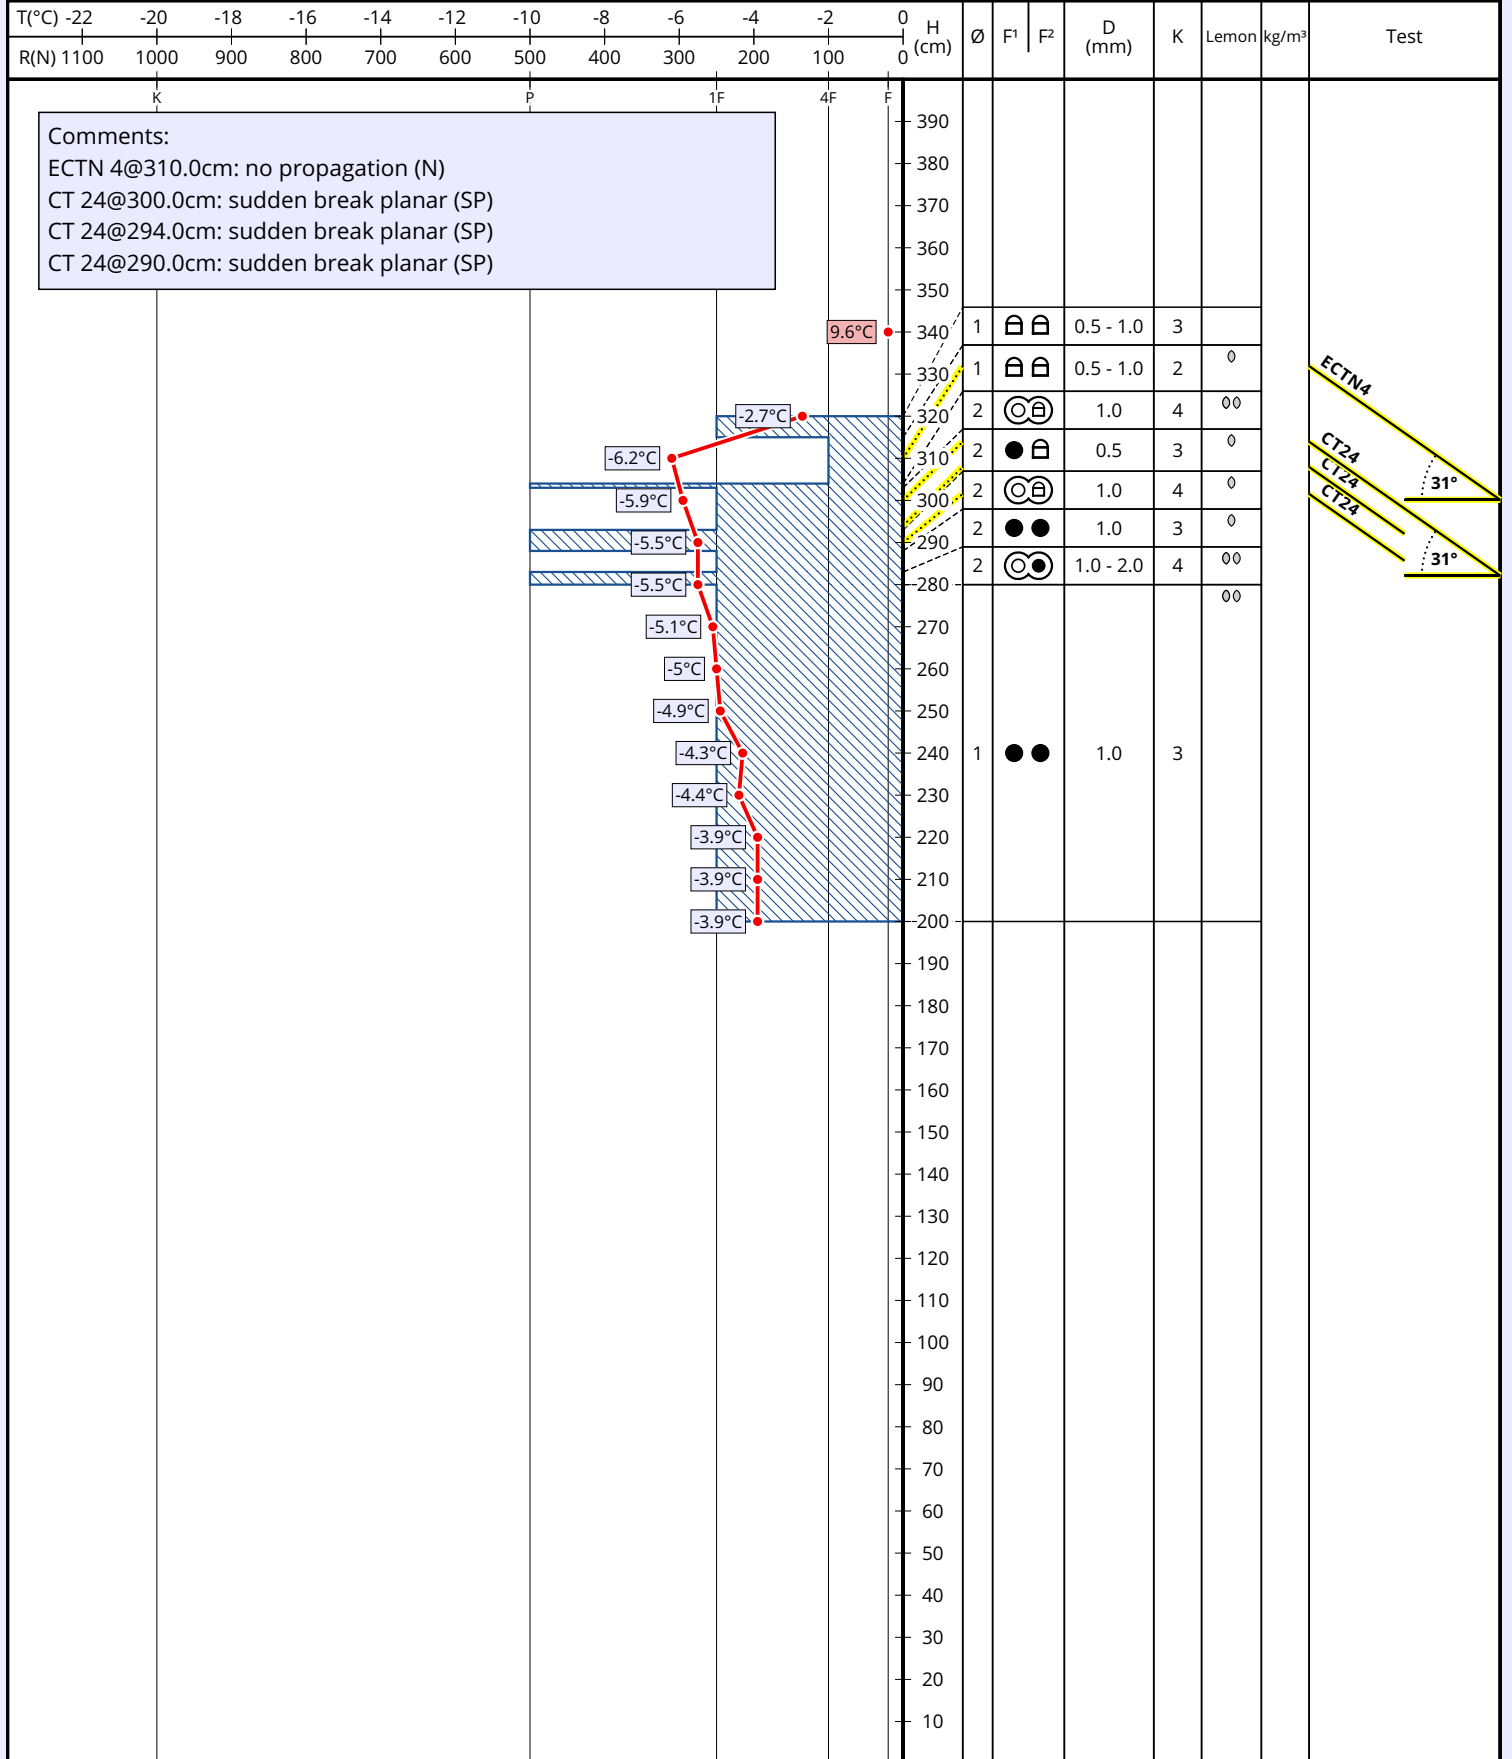 T(°C) -22 -20 -18 -16 -14 -12 -10 -8 -6 -4 -2 0
R(N) 1100 1000 900 800 700 600 500 400 300 200 100 0
H (cm) Ø F¹ F² D (mm) K Lemon kg/m³ Test
K P 1F 4F F
Comments:
ECTN 4@310.0cm: no propagation (N)
CT 24@300.0cm: sudden break planar (SP)
CT 24@294.0cm: sudden break planar (SP)
CT 24@290.0cm: sudden break planar (SP)
390
380
370
360
350
9.6°C 340 1 0.5 - 1.0 3
330 1 0.5 - 1.0 2 ECTN4
-2.7°C 320 2 1.0 4
-6.2°C 310 2 0.5 3 CT24
-5.9°C 300 2 1.0 4 CT24 31°
-5.5°C 290 2 1.0 3 CT24
2 1.0 - 2.0 4 31°
-5.5°C 280
-5.1°C 270
-5°C 260
-4.9°C 250
-4.3°C 240 1 1.0 3
-4.4°C 230
-3.9°C 220
-3.9°C 210
-3.9°C 200
190
180
170
160
150
140
130
120
110
100
90
80
70
60
50
40
30
20
10